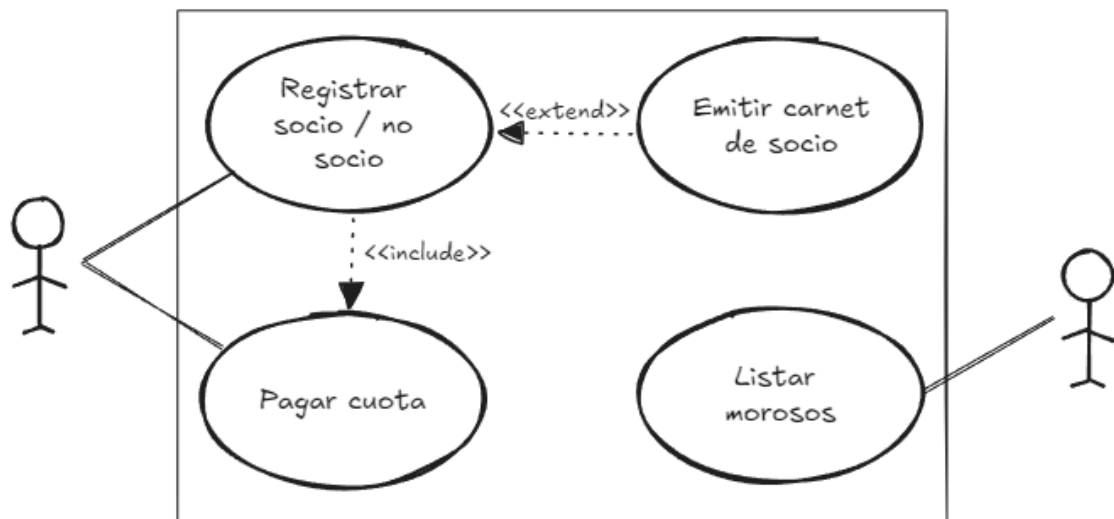 Registrar
socio / no
socio
<<extend>>
Emitir carnet
de socio
<<include>>
Pagar cuota
Listar
morosos